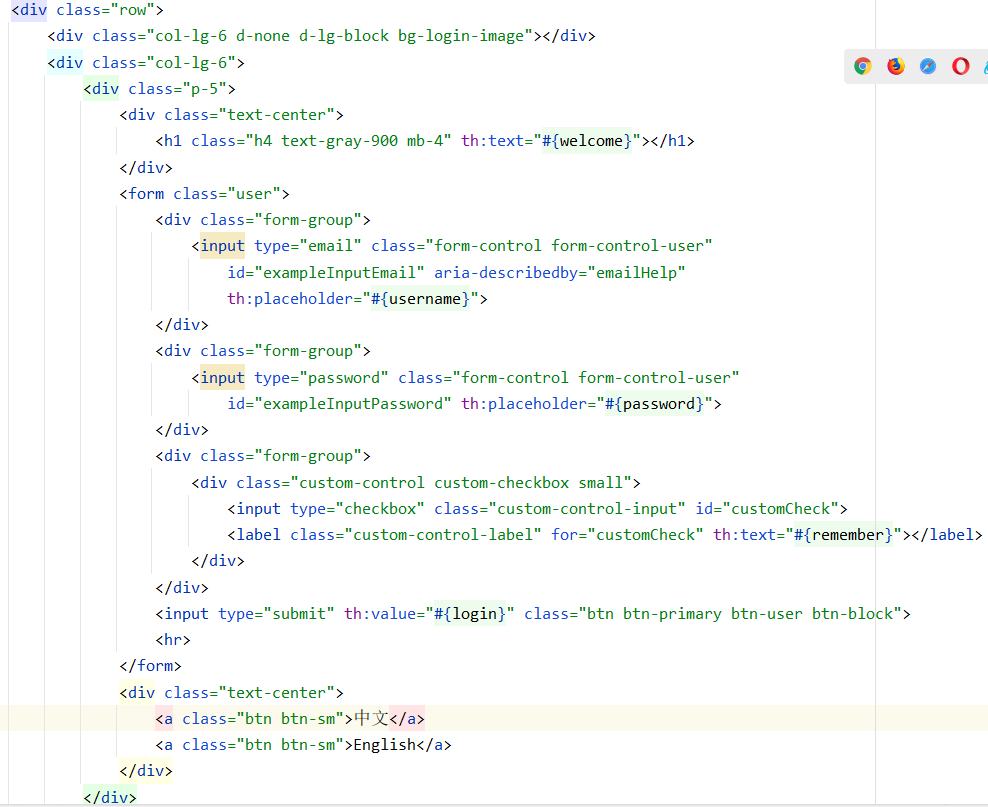 <div class="row">
<div class="col-lg-6 d-none d-lg-block bg-login-image"></div>
<div class="col-lg-6">
<div class="p-5">
<div class="text-center">
<h1 class="h4 text-gray-900 mb-4" th:text="#{welcome}"></h1>
</div>
<form class="user">
<div class="form-group">
<input type="email" class="form-control form-control-user"
id="exampleInputEmail" aria-describedby="emailHelp"
th:placeholder="#{username}">
</div>
<div class="form-group">
<input type="password" class="form-control form-control-user"
id="exampleInputPassword" th:placeholder="#{password}">
</div>
<div class="form-group">
<div class="custom-control custom-checkbox small">
<input type="checkbox" class="custom-control-input" id="customCheck">
<label class="custom-control-label" for="customCheck" th:text="#{remember}"></label>
</div>
</div>
<input type="submit" th:value="#{login}" class="btn btn-primary btn-user btn-block">
<hr>
</form>
<div class="text-center">
<a class="btn btn-sm">中文</a>
<a class="btn btn-sm">English</a>
</div>
</div>